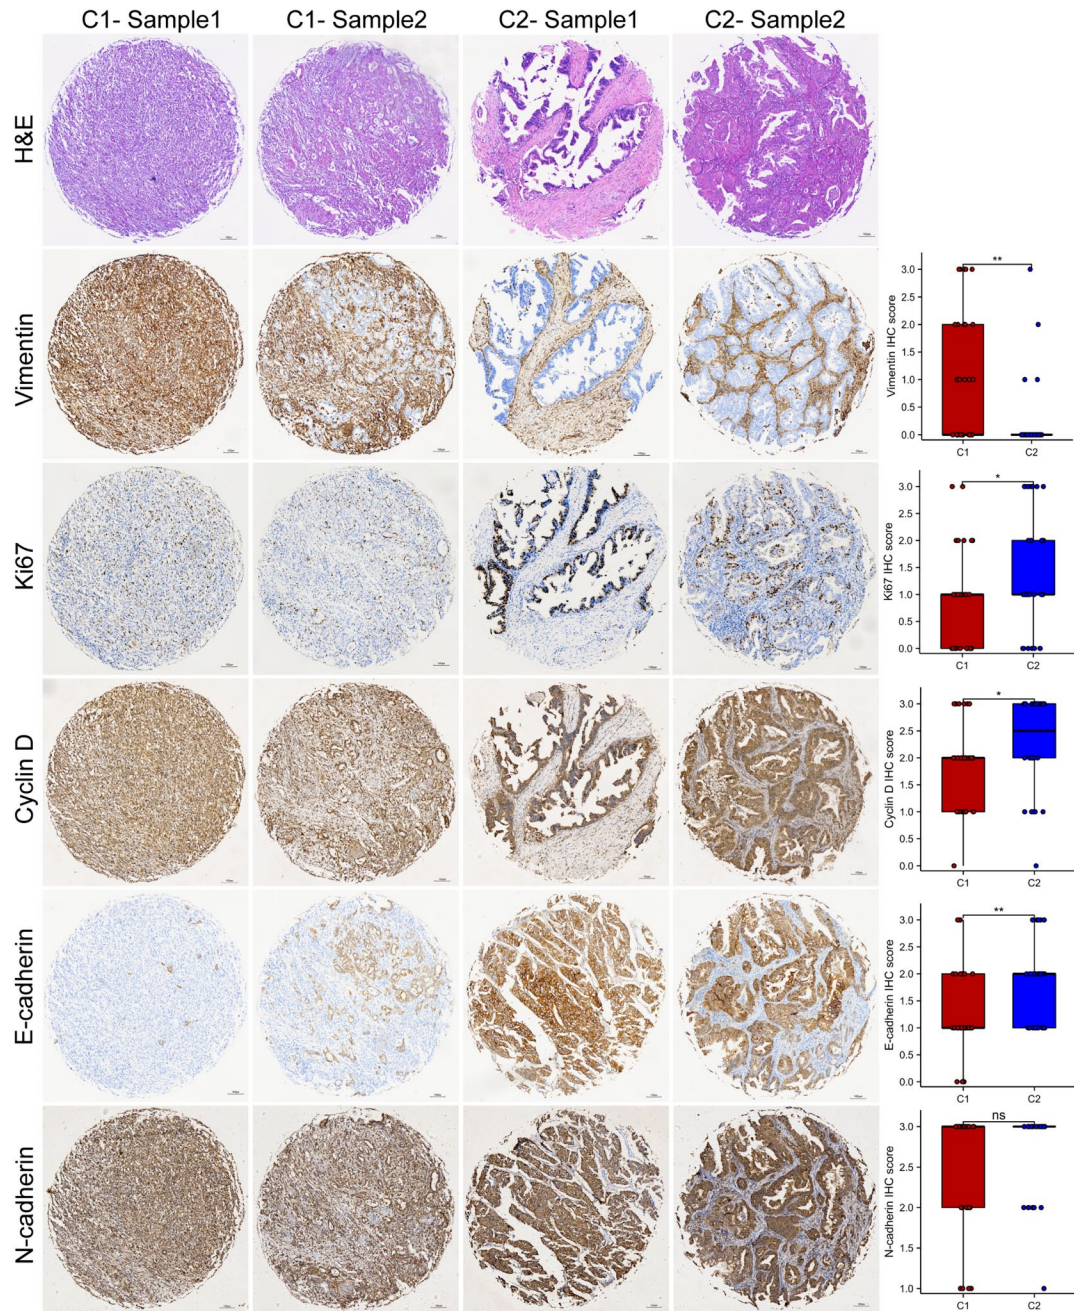 C1- Sample1 C1- Sample2 C2- Sample1 C2- Sample2
H&E
Vimentin
Vimentin IHC score
3.0
2.5
2.0
1.5
1.0
0.5
0.0
**
C1 C2
Ki67
Ki67 IHC score
3.0
2.5
2.0
1.5
1.0
0.5
0.0
*
C1 C2
Cyclin D
Cyclin D IHC score
3.0
2.5
2.0
1.5
1.0
0.5
0.0
*
C1 C2
E-cadherin
E-cadherin IHC score
3.0
2.5
2.0
1.5
1.0
0.5
0.0
**
C1 C2
N-cadherin
N-cadherin IHC score
3.0
2.5
2.0
1.5
1.0
ns
C1 C2